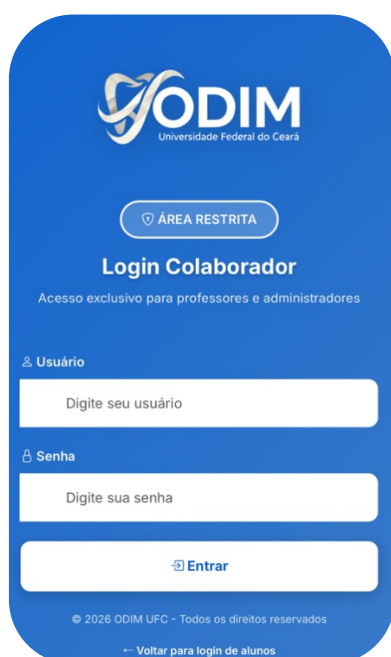 ODIM
Universidade Federal do Ceará
ÁREA RESTRITA
Login Colaborador
Acesso exclusivo para professores e administradores
Usuário
Digite seu usuário
Senha
Digite sua senha
Entrar
© 2026 ODIM UFC - Todos os direitos reservados
← Voltar para login de alunos